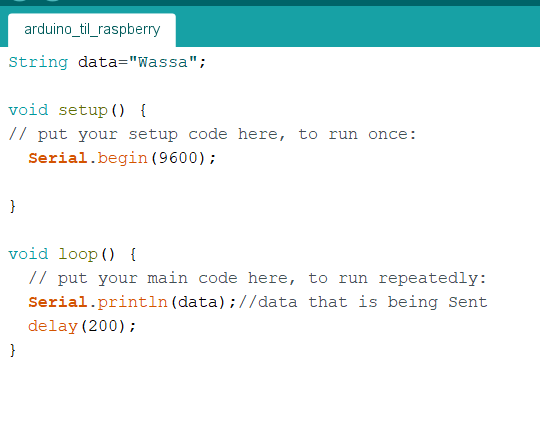 arduino_til_raspberry
String data="Wassa";
void setup() {
// put your setup code here, to run once:
  Serial.begin(9600);
}
void loop() {
  // put your main code here, to run repeatedly:
  Serial.println(data);//data that is being Sent
  delay(200);
}